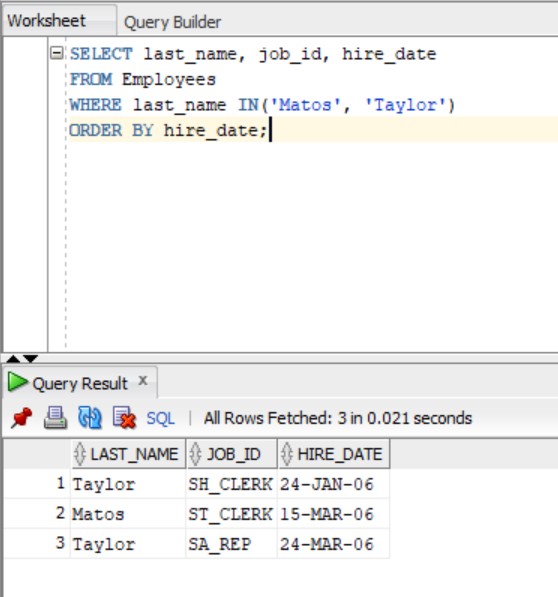 Worksheet Query Builder
SELECT last_name, job_id, hire_date
FROM Employees
WHERE last_name IN('Matos', 'Taylor')
ORDER BY hire_date;
Query Result x
SQL | All Rows Fetched: 3 in 0.021 seconds
LAST_NAME JOB_ID HIRE_DATE
1 Taylor SH_CLERK 24-JAN-06
2 Matos ST_CLERK 15-MAR-06
3 Taylor SA_REP 24-MAR-06